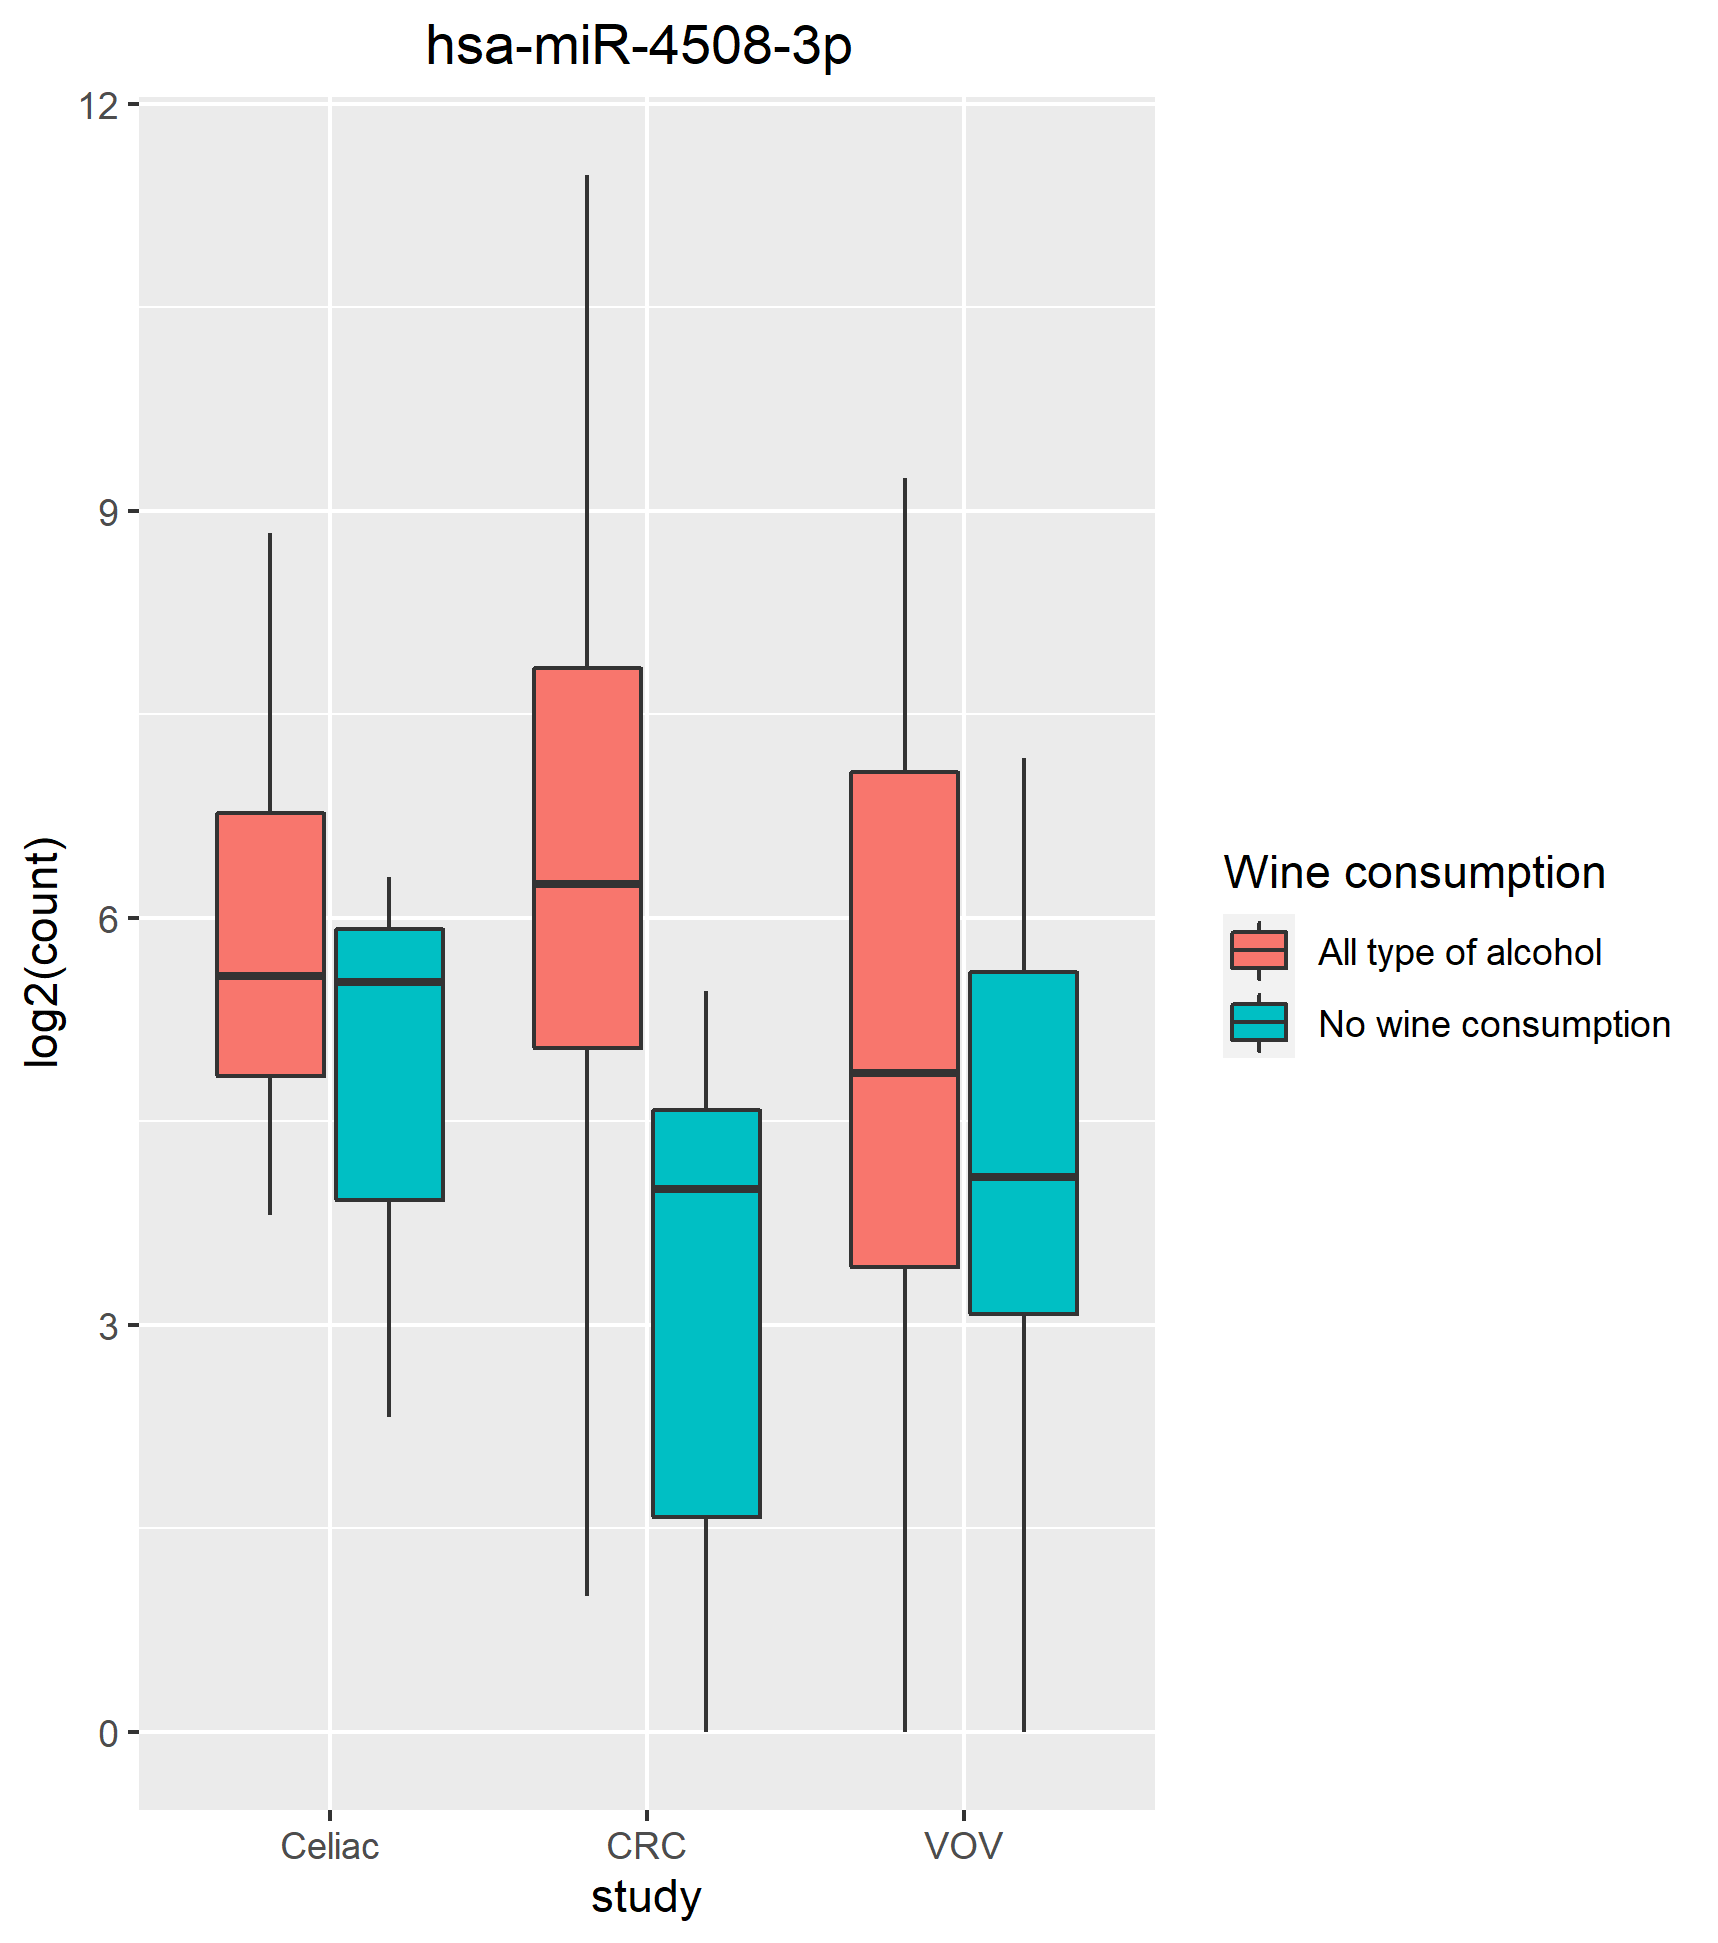 hsa-miR-4508-3p
12
9
6
3
0
log2(count)
Celiac
CRC
VOV
study
Wine consumption
All type of alcohol
No wine consumption